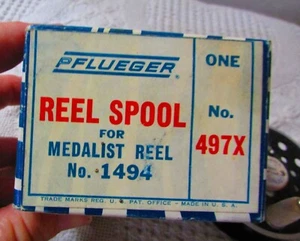 PFLUEGER
ONE
REEL SPOOL
FOR
MEDALIST REEL
No. 1494
No.
497X
TRADE MARKS REG. U. S. PAT. OFFICE - MADE IN U. S. A.